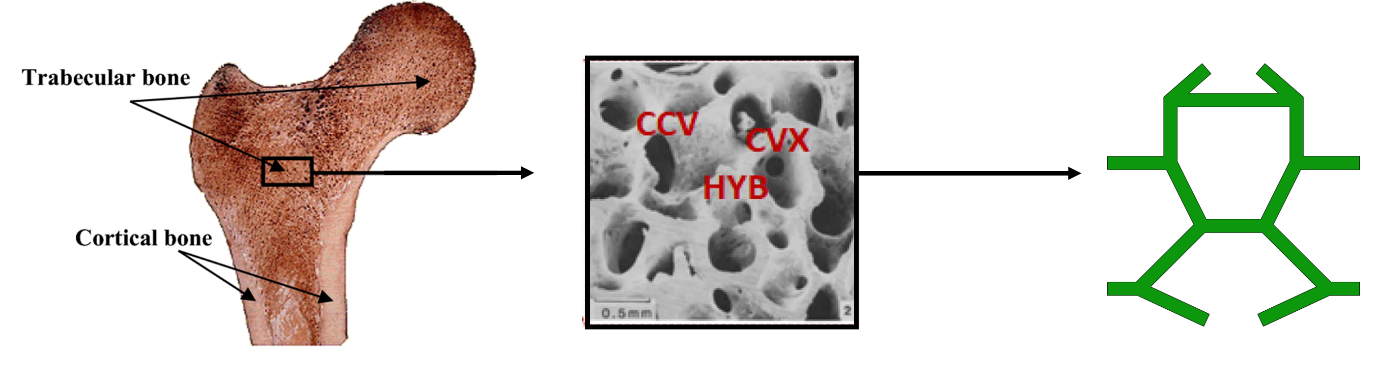 Trabecular bone
CCV
CVX
HYB
Cortical bone
0.5mm
2